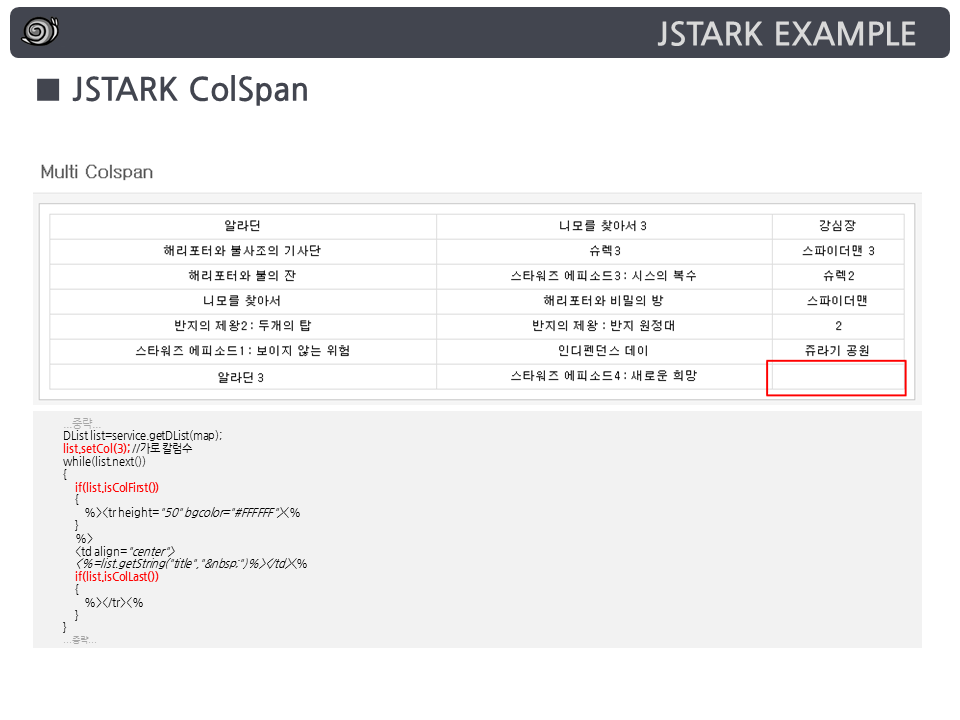 JSTARK EXAMPLE
■ JSTARK ColSpan
Multi Colspan
알라딘 니모를 찾아서 3 강심장
해리포터와 불사조의 기사단 슈렉3 스파이더맨 3
해리포터와 불의 잔 스타워즈 에피소드3 : 시스의 복수 슈렉2
니모를 찾아서 해리포터와 비밀의 방 스파이더맨
반지의 제왕2 : 두개의 탑 반지의 제왕 : 반지 원정대 2
스타워즈 에피소드1 : 보이지 않는 위험 인디펜던스 데이 쥬라기 공원
알라딘 3 스타워즈 에피소드4 : 새로운 희망
...중략...
DList list=service.getDList(map);
list.setCol(3); //가로 칼럼수
while(list.next())
{
if(list.isColFirst())
{
%><tr height="50" bgcolor="#FFFFFF"><%
}
%>
<td align="center">
<%=list.getString("title","&nbsp;")%></td><%
if(list.isColLast())
{
%></tr><%
}
}
...중략...